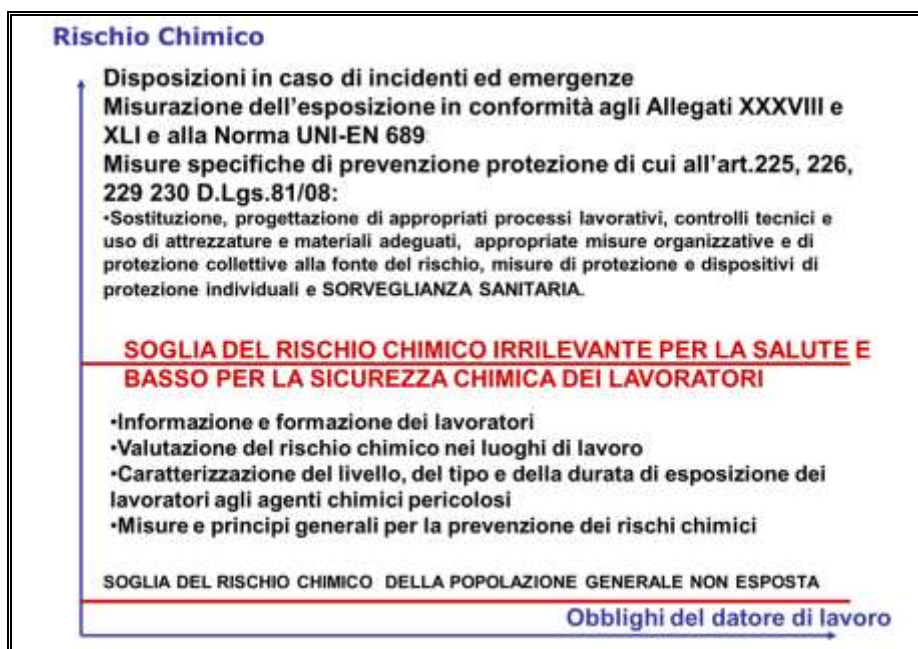 Rischio Chimico
Disposizioni in caso di incidenti ed emergenze
Misurazione dell'esposizione in conformità agli Allegati XXXVIII e
XLI e alla Norma UNI-EN 689
Misure specifiche di prevenzione protezione di cui all'art.225, 226,
229 230 D.Lgs.81/08:
•Sostituzione, progettazione di appropriati processi lavorativi, controlli tecnici e
uso di attrezzature e materiali adeguati, appropriate misure organizzative e di
protezione collettive alla fonte del rischio, misure di protezione e dispositivi di
protezione individuali e SORVEGLIANZA SANITARIA.
SOGLIA DEL RISCHIO CHIMICO IRRILEVANTE PER LA SALUTE E
BASSO PER LA SICUREZZA CHIMICA DEI LAVORATORI
•Informazione e formazione dei lavoratori
•Valutazione del rischio chimico nei luoghi di lavoro
•Caratterizzazione del livello, del tipo e della durata di esposizione dei
lavoratori agli agenti chimici pericolosi
•Misure e principi generali per la prevenzione dei rischi chimici
SOGLIA DEL RISCHIO CHIMICO DELLA POPOLAZIONE GENERALE NON ESPOSTA
Obblighi del datore di lavoro